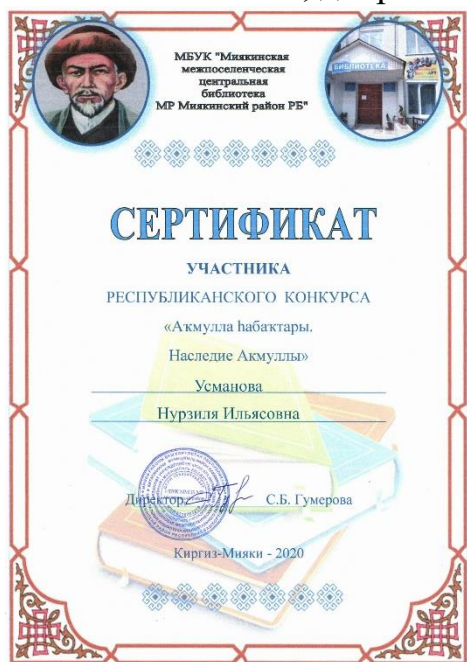 МБУК "Миякинская
межпоселенческая
центральная
библиотека
МР Миякинский район РБ"
БИБЛИОТЕКА
СЕРТИФИКАТ
УЧАСТНИКА
РЕСПУБЛИКАНСКОГО КОНКУРСА
«Аҡмулла һабаҡтары.
Наследие Акмуллы»
Усманова
Нурзиля Ильясовна
Директор С.Б. Гумерова
Киргиз-Мияки - 2020